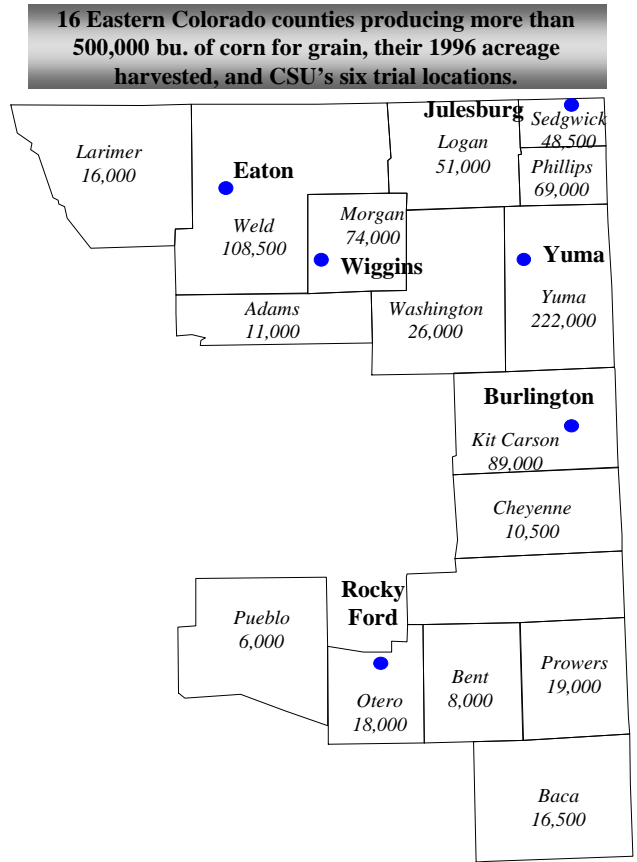 16 Eastern Colorado counties producing more than
500,000 bu. of corn for grain, their 1996 acreage
harvested, and CSU's six trial locations.
Julesburg
Sedgwick
48,500
Larimer
16,000
Logan
51,000
Phillips
69,000
Eaton
Weld
108,500
Morgan
74,000
Wiggins
Yuma
Yuma
222,000
Adams
11,000
Washington
26,000
Burlington
Kit Carson
89,000
Cheyenne
10,500
Rocky
Ford
Pueblo
6,000
Otero
18,000
Bent
8,000
Prowers
19,000
Baca
16,500